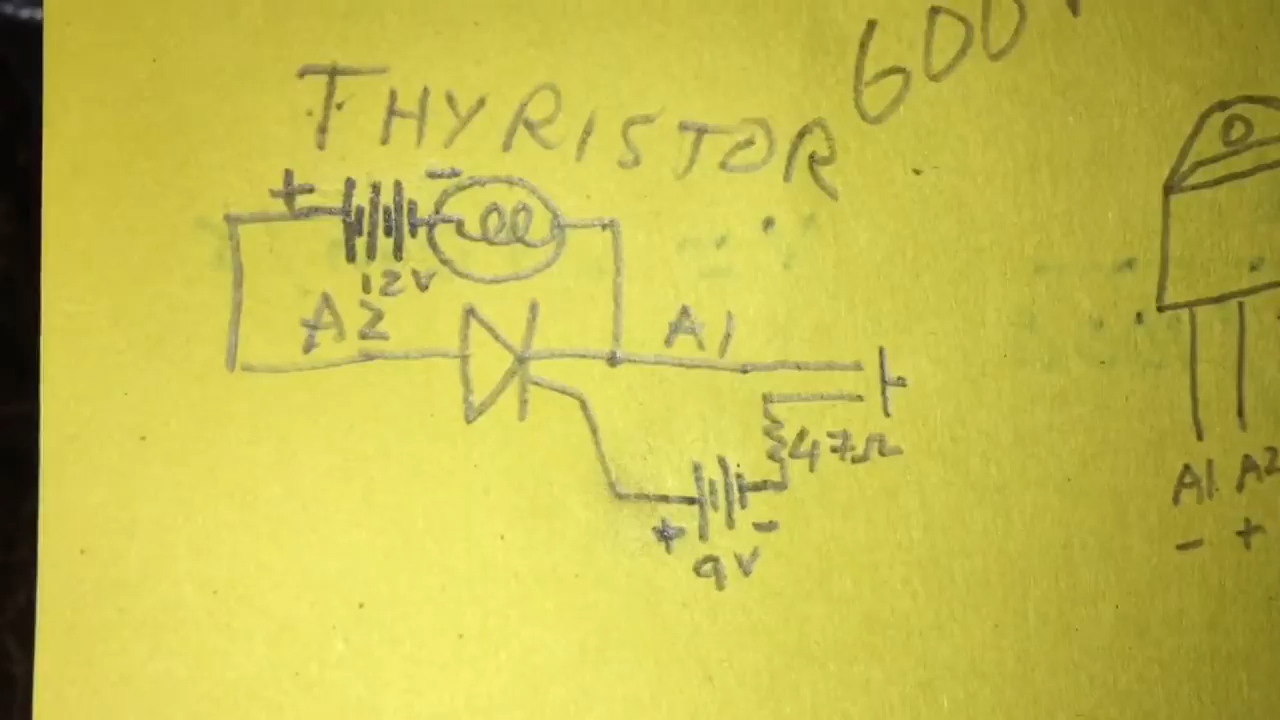 THYRISTOR 600
+ -
12V
A2 A1
47Ω
+ -
9V
A1 A2
- +